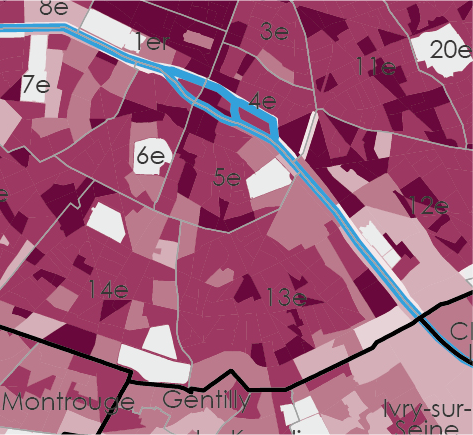 8e
1er
3e
11e
20e
7e
4e
6e
5e
12e
e
14e
13e
Montrouge
Gentilly
Ivry-sur-
Seine